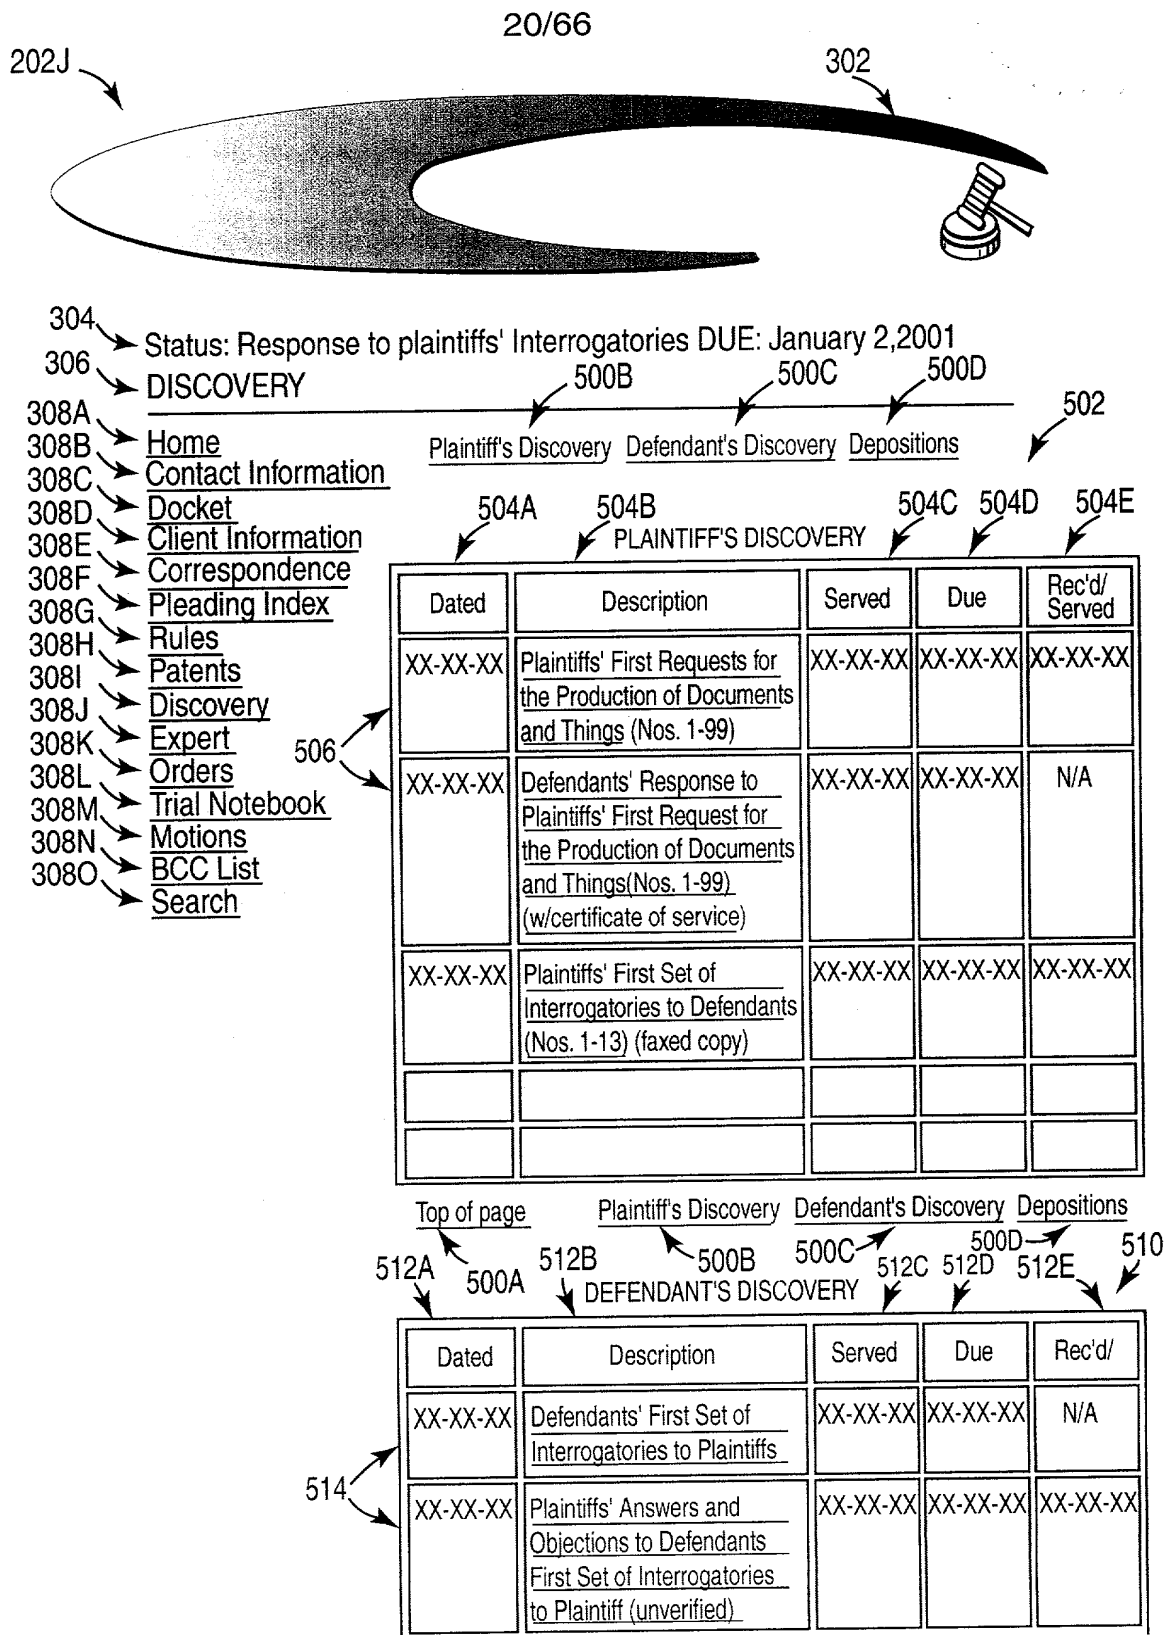 20/66
202J
302
304 Status: Response to plaintiffs' Interrogatories DUE: January 2,2001
306 DISCOVERY
500B 500C 500D
502
Plaintiff's Discovery Defendant's Discovery Depositions
308A Home
308B Contact Information
308C Docket
308D Client Information
308E Correspondence
308F Pleading Index
308G Rules
308H Patents
308I Discovery
308J Expert
308K Orders
308L Trial Notebook
308M Motions
308N BCC List
308O Search
504A 504B 504C 504D 504E
PLAINTIFF'S DISCOVERY
Dated Description Served Due Rec'd/
Served
506
XX-XX-XX Plaintiffs' First Requests for XX-XX-XX XX-XX-XX XX-XX-XX
the Production of Documents
and Things (Nos. 1-99)
XX-XX-XX Defendants' Response to XX-XX-XX XX-XX-XX N/A
Plaintiffs' First Request for
the Production of Documents
and Things(Nos. 1-99)
(w/certificate of service)
XX-XX-XX Plaintiffs' First Set of XX-XX-XX XX-XX-XX XX-XX-XX
Interrogatories to Defendants
(Nos. 1-13) (faxed copy)
Top of page Plaintiff's Discovery Defendant's Discovery Depositions
500A 500B 500C 500D
510
512A 512B 512C 512D 512E
DEFENDANT'S DISCOVERY
Dated Description Served Due Rec'd/
514
XX-XX-XX Defendants' First Set of XX-XX-XX XX-XX-XX N/A
Interrogatories to Plaintiffs
XX-XX-XX Plaintiffs' Answers and XX-XX-XX XX-XX-XX XX-XX-XX
Objections to Defendants
First Set of Interrogatories
to Plaintiff (unverified)